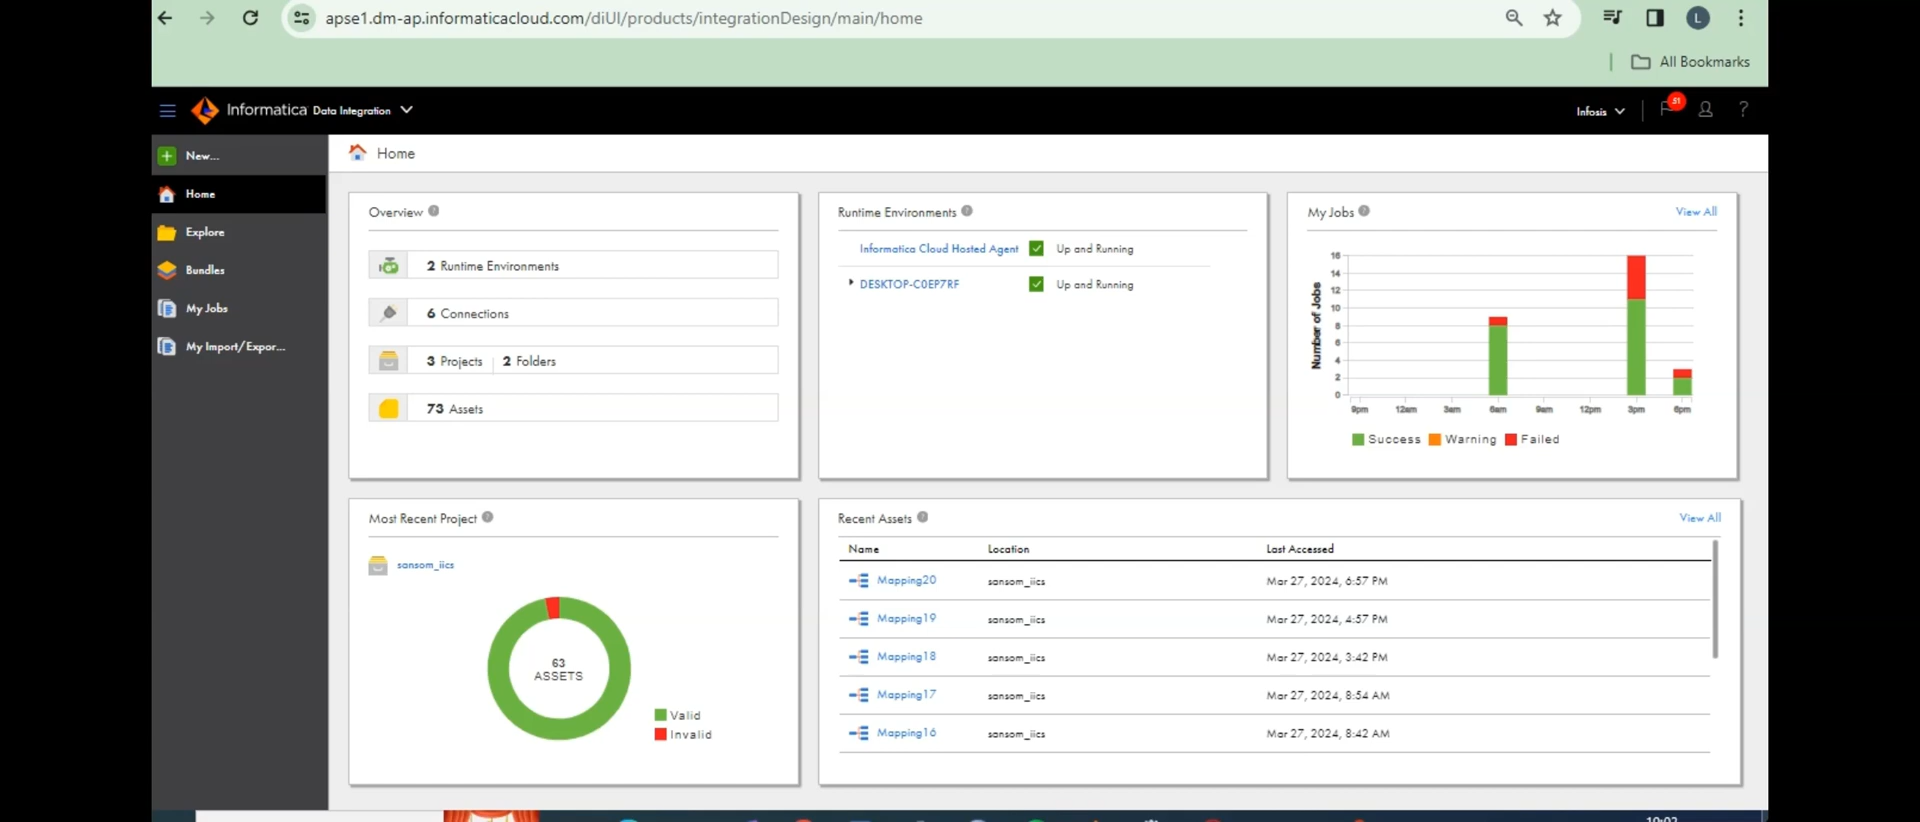 apse1.dm-ap.informaticacloud.com/diUI/products/integrationDesign/main/home
L
All Bookmarks
Informatica Data Integration
Infosis
51
?
New...
Home
Explore
Bundles
My Jobs
My Import/Expor...
Home
Overview
2 Runtime Environments
6 Connections
3 Projects 2 Folders
73 Assets
Runtime Environments
Informatica Cloud Hosted Agent Up and Running
DESKTOP-C0EP7RF Up and Running
My Jobs View All
Number of Jobs
16
14
12
10
8
6
4
2
0
9pm 12am 3am 6am 9am 12pm 3pm 6pm
Success Warning Failed
Most Recent Project
sansom_iics
63
ASSETS
Valid
Invalid
Recent Assets View All
Name Location Last Accessed
Mapping20 sansom_iics Mar 27, 2024, 6:57 PM
Mapping19 sansom_iics Mar 27, 2024, 4:57 PM
Mapping18 sansom_iics Mar 27, 2024, 3:42 PM
Mapping17 sansom_iics Mar 27, 2024, 8:54 AM
Mapping16 sansom_iics Mar 27, 2024, 8:42 AM